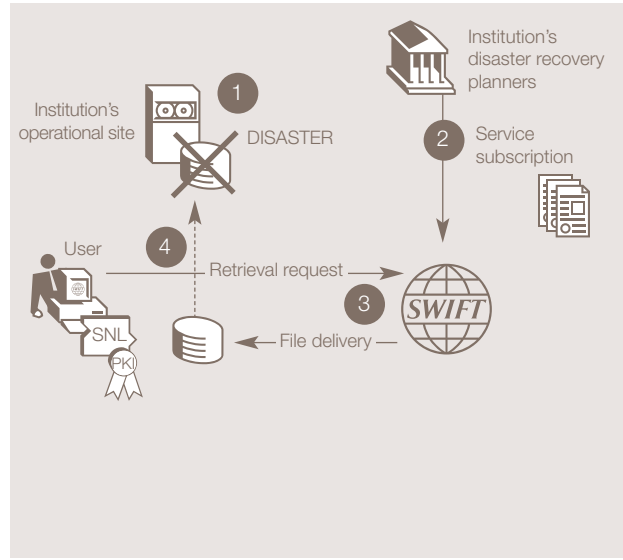 Institution's
disaster recovery
planners
1
Institution's
operational site
DISASTER
2
Service
subscription
User
4
Retrieval request
3
SWIFT
SNL
File delivery
PKI